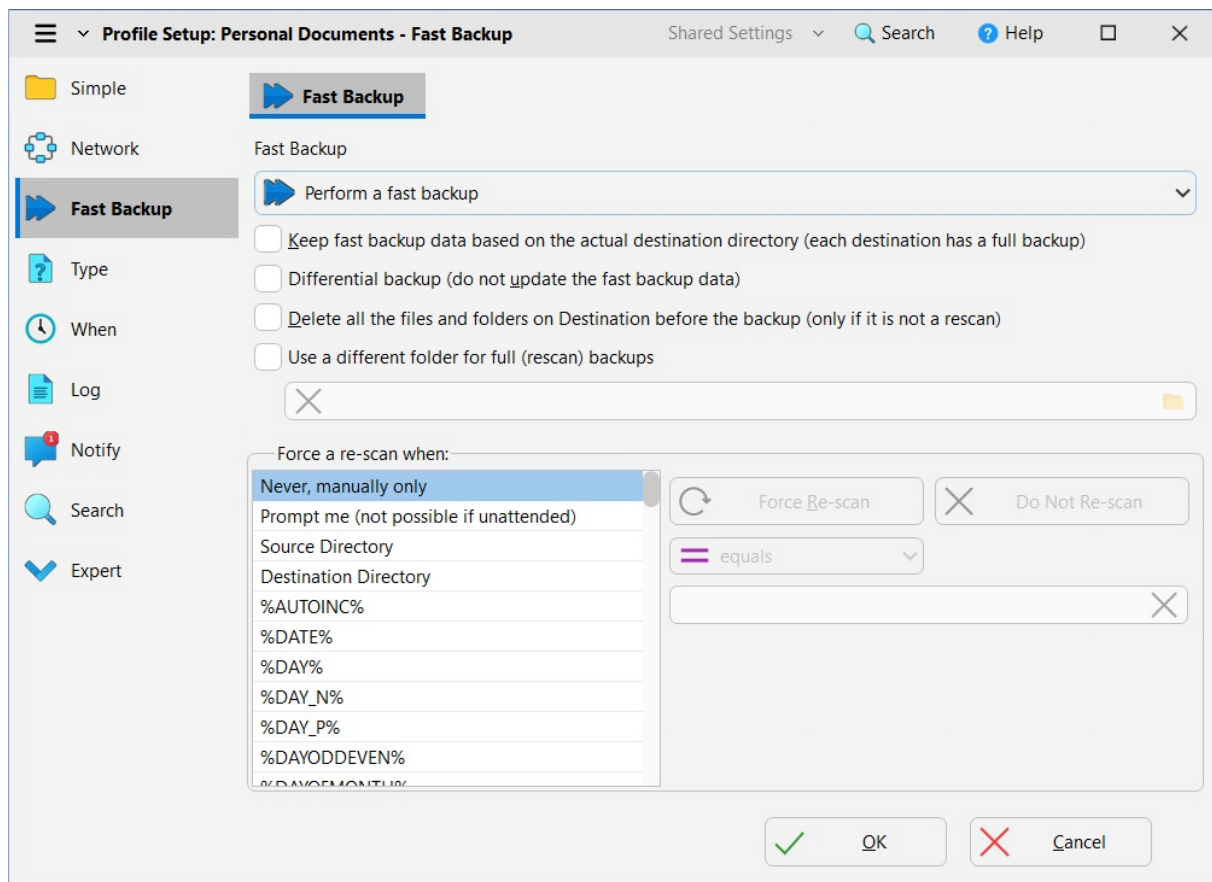 Profile Setup: Personal Documents - Fast Backup
Shared Settings
Search
Help
Simple
Network
Fast Backup
Type
When
Log
Notify
1
Search
Expert
Fast Backup
Fast Backup
Perform a fast backup
Keep fast backup data based on the actual destination directory (each destination has a full backup)
Differential backup (do not update the fast backup data)
Delete all the files and folders on Destination before the backup (only if it is not a rescan)
Use a different folder for full (rescan) backups
Force a re-scan when:
Never, manually only
Prompt me (not possible if unattended)
Source Directory
Destination Directory
%AUTOINC%
%DATE%
%DAY%
%DAY_N%
%DAY_P%
%DAYODDEVEN%
%DAYOFMONTH%
Force Re-scan
Do Not Re-scan
equals
OK
Cancel